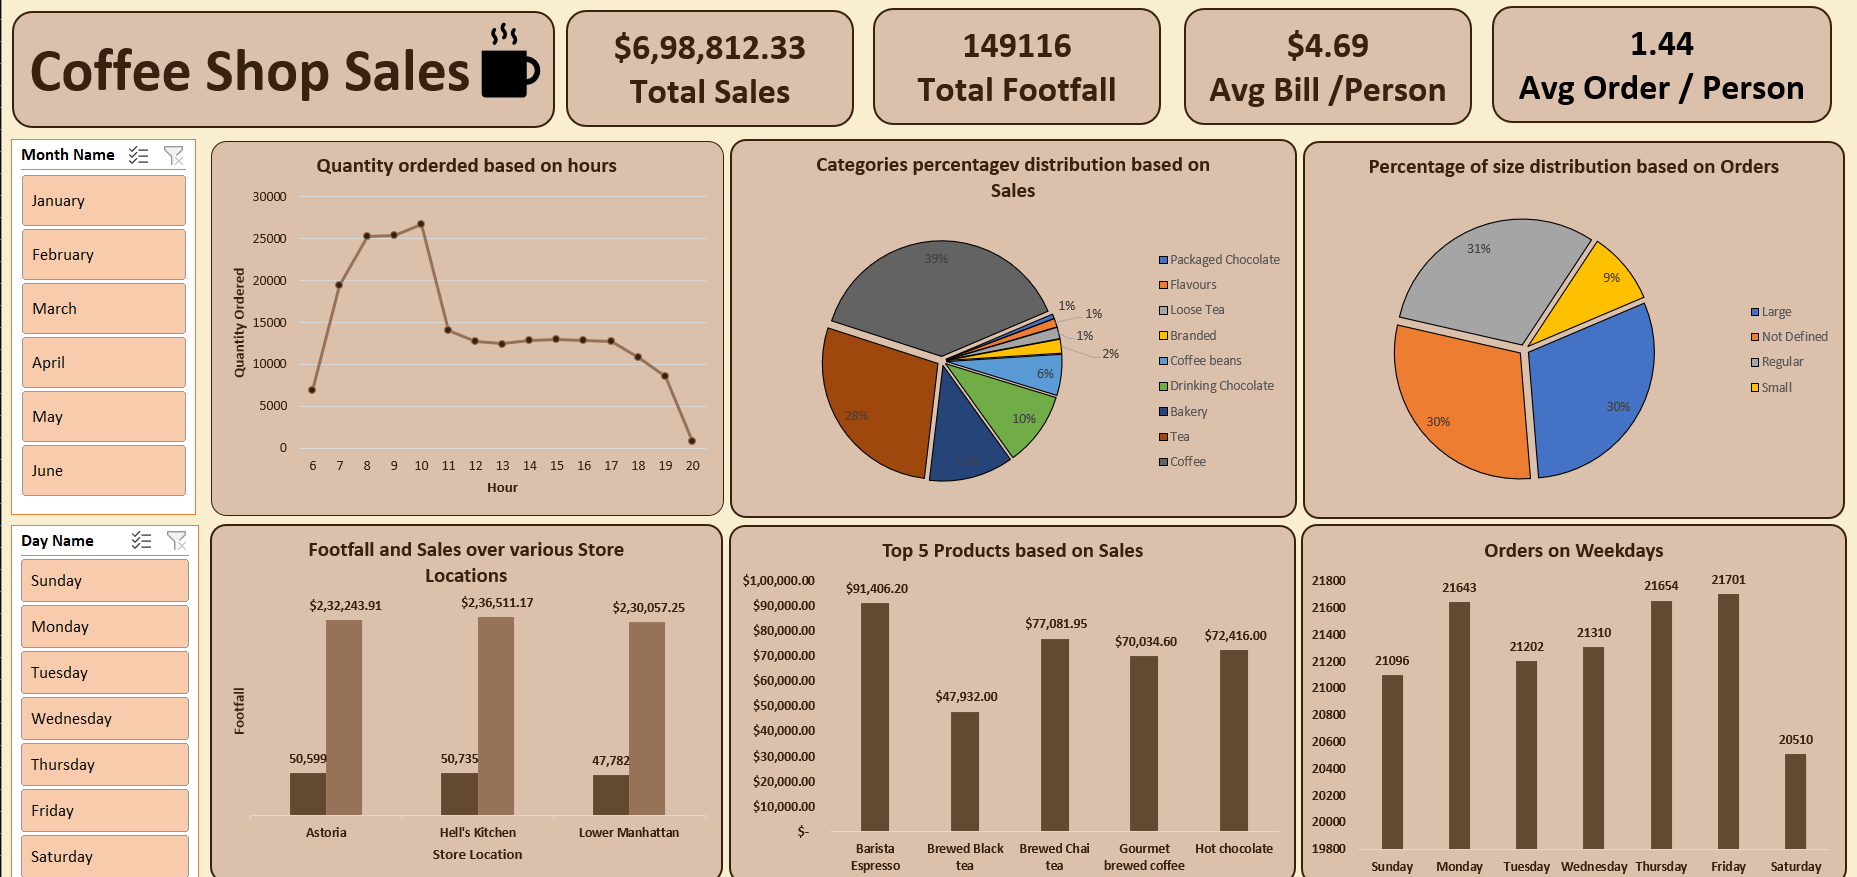 Coffee Shop Sales
$6,98,812.33
Total Sales
149116
Total Footfall
$4.69
Avg Bill /Person
1.44
Avg Order / Person
Month Name
January
February
March
April
May
June
Day Name
Sunday
Monday
Tuesday
Wednesday
Thursday
Friday
Saturday
Quantity orderded based on hours
Quantity Ordered
30000
25000
20000
15000
10000
5000
0
6 7 8 9 10 11 12 13 14 15 16 17 18 19 20
Hour
Categories percentagev distribution based on
Sales
39%
1%
1%
1%
2%
6%
10%
28%
Packaged Chocolate
Flavours
Loose Tea
Branded
Coffee beans
Drinking Chocolate
Bakery
Tea
Coffee
Percentage of size distribution based on Orders
31%
9%
30%
30%
Large
Not Defined
Regular
Small
Footfall and Sales over various Store
Locations
Footfall
$2,32,243.91
$2,36,511.17
$2,30,057.25
50,599
50,735
47,782
Astoria Hell's Kitchen Lower Manhattan
Store Location
Top 5 Products based on Sales
$1,00,000.00
$90,000.00
$80,000.00
$70,000.00
$60,000.00
$50,000.00
$40,000.00
$30,000.00
$20,000.00
$10,000.00
$-
$91,406.20
$47,932.00
$77,081.95
$70,034.60
$72,416.00
Barista
Espresso
Brewed Black
tea
Brewed Chai
tea
Gourmet
brewed coffee
Hot chocolate
Orders on Weekdays
21800
21600
21400
21200
21000
20800
20600
20400
20200
20000
19800
21096
21643
21202
21310
21654
21701
20510
Sunday Monday Tuesday Wednesday Thursday Friday Saturday